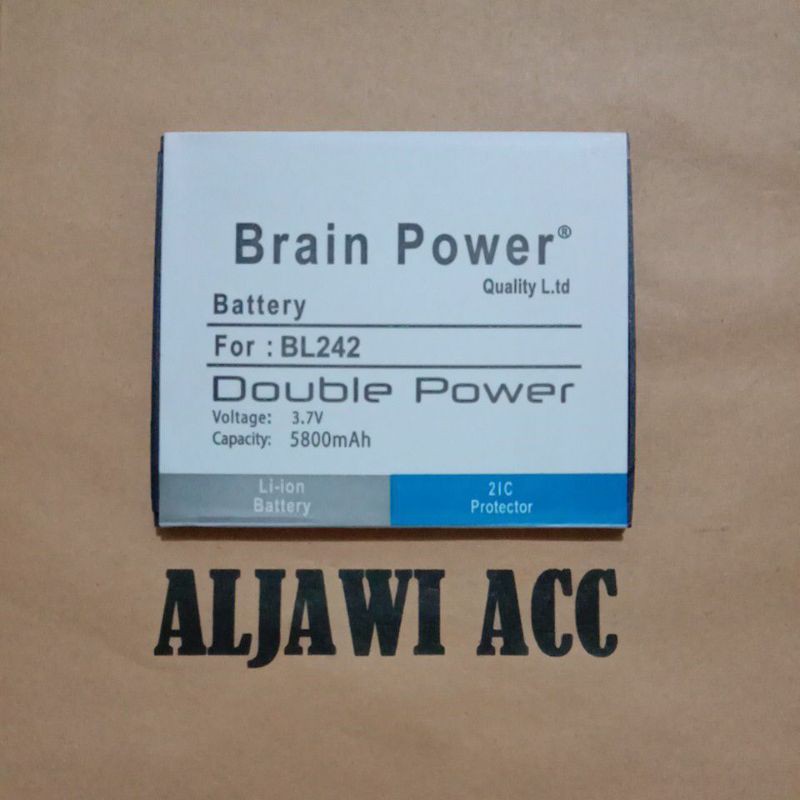 Brain Power®
Quality L.td
Battery
For : BL242
Double Power
Voltage: 3.7V
Capacity: 5800mAh
Li-ion
Battery
2IC
Protector
ALJAWI ACC